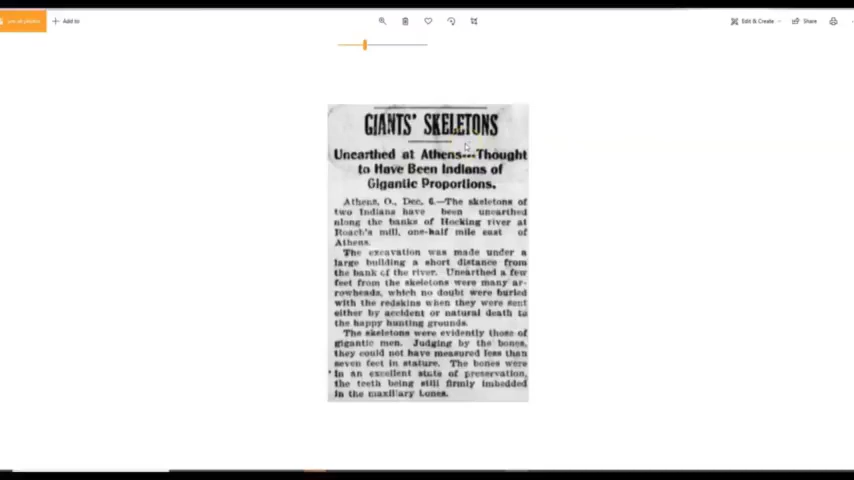 see all photos
Add to
Edit & Create
Share
GIANTS' SKELETONS
Unearthed at Athens---Thought
to Have Been Indians of
Gigantic Proportions.
Athens, O., Dec. 6.—The skeletons of
two Indians have been unearthed
along the banks of Hocking river at
Roach's mill, one-half mile east of
Athens.
The excavation was made under a
large building a short distance from
the bank of the river. Unearthed a few
feet from the skeletons were many ar-
rowheads, which no doubt were buried
with the redskins when they were sent
either by accident or natural death to
the happy hunting grounds.
The skeletons were evidently those of
gigantic men. Judging by the bones,
they could not have measured less than
seven feet in stature. The bones were
in an excellent state of preservation,
the teeth being still firmly imbedded
in the maxillary bones.